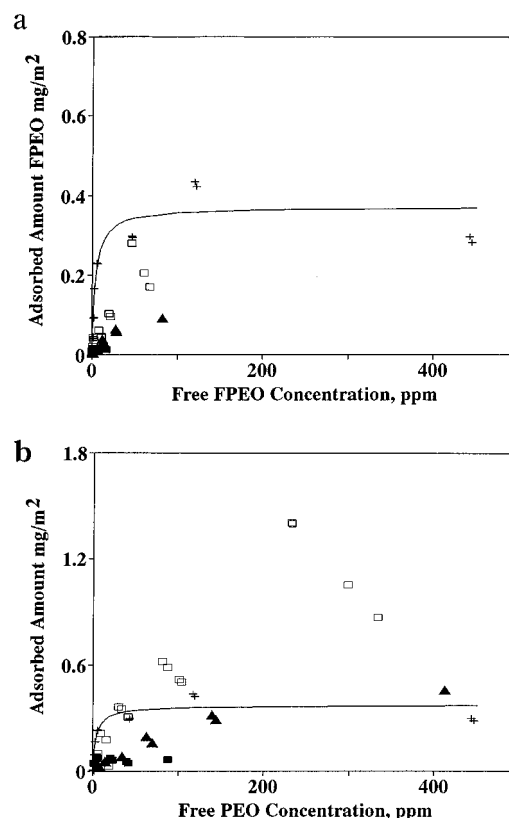 a
Adsorbed Amount FPEO mg/m²
0.8
0.6
0.4
0.2
0
0
200
400
Free FPEO Concentration, ppm
b
Adsorbed Amount mg/m²
1.8
1.2
0.6
0
0
200
400
Free PEO Concentration, ppm